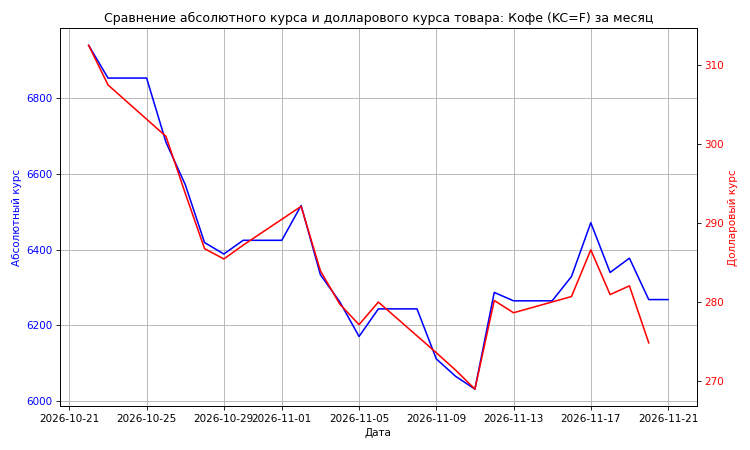 Сравнение абсолютного курса и долларового курса товара: Кофе (KC=F) за месяц
Абсолютный курс
6800
6600
6400
6200
6000
310
300
290
280
270
Долларовый курс
2026-10-21 2026-10-25 2026-10-29 2026-11-01 2026-11-05 2026-11-09 2026-11-13 2026-11-17 2026-11-21
Дата